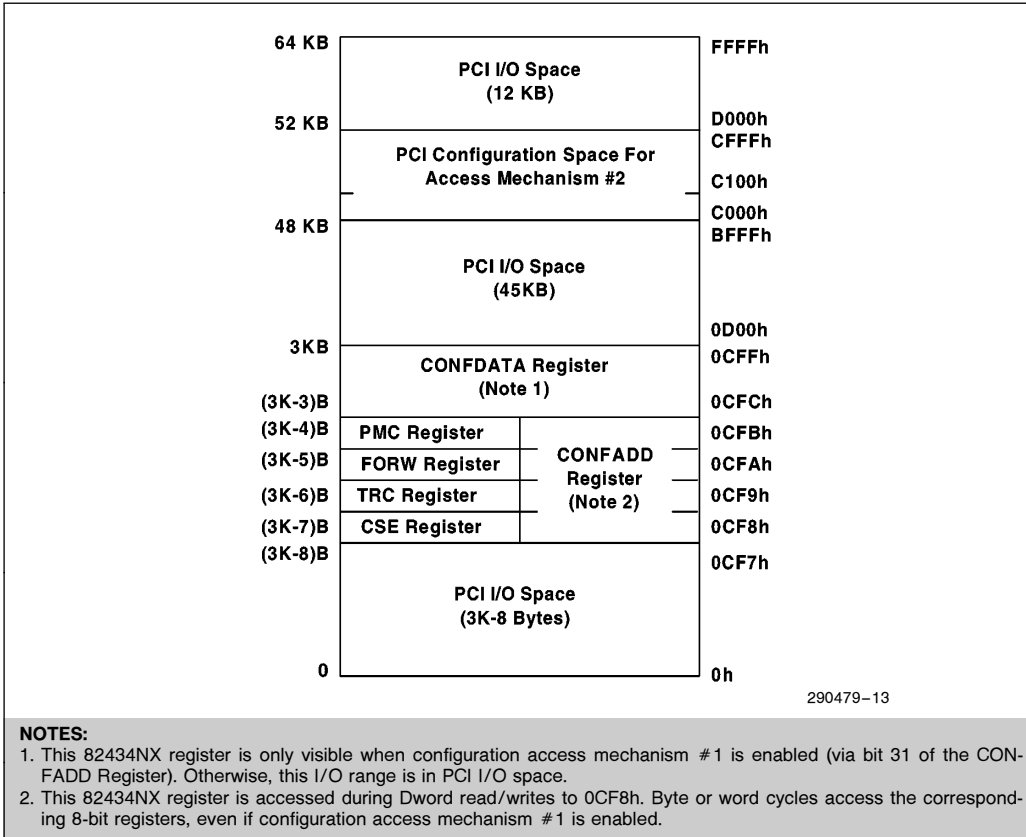 64 KB
FFFFh
PCI I/O Space
(12 KB)
D000h
52 KB
CFFFh
PCI Configuration Space For
Access Mechanism #2
C100h
C000h
48 KB
BFFFh
PCI I/O Space
(45KB)
0D00h
3KB
0CFFh
CONFDATA Register
(Note 1)
(3K-3)B
0CFCh
(3K-4)B
PMC Register
0CFBh
(3K-5)B
FORW Register
0CFAh
(3K-6)B
TRC Register
0CF9h
(3K-7)B
CSE Register
0CF8h
CONFADD
Register
(Note 2)
(3K-8)B
0CF7h
PCI I/O Space
(3K-8 Bytes)
0
0h
290479–13
NOTES:
1. This 82434NX register is only visible when configuration access mechanism #1 is enabled (via bit 31 of the CON-
FADD Register). Otherwise, this I/O range is in PCI I/O space.
2. This 82434NX register is accessed during Dword read/writes to 0CF8h. Byte or word cycles access the correspond-
ing 8-bit registers, even if configuration access mechanism #1 is enabled.